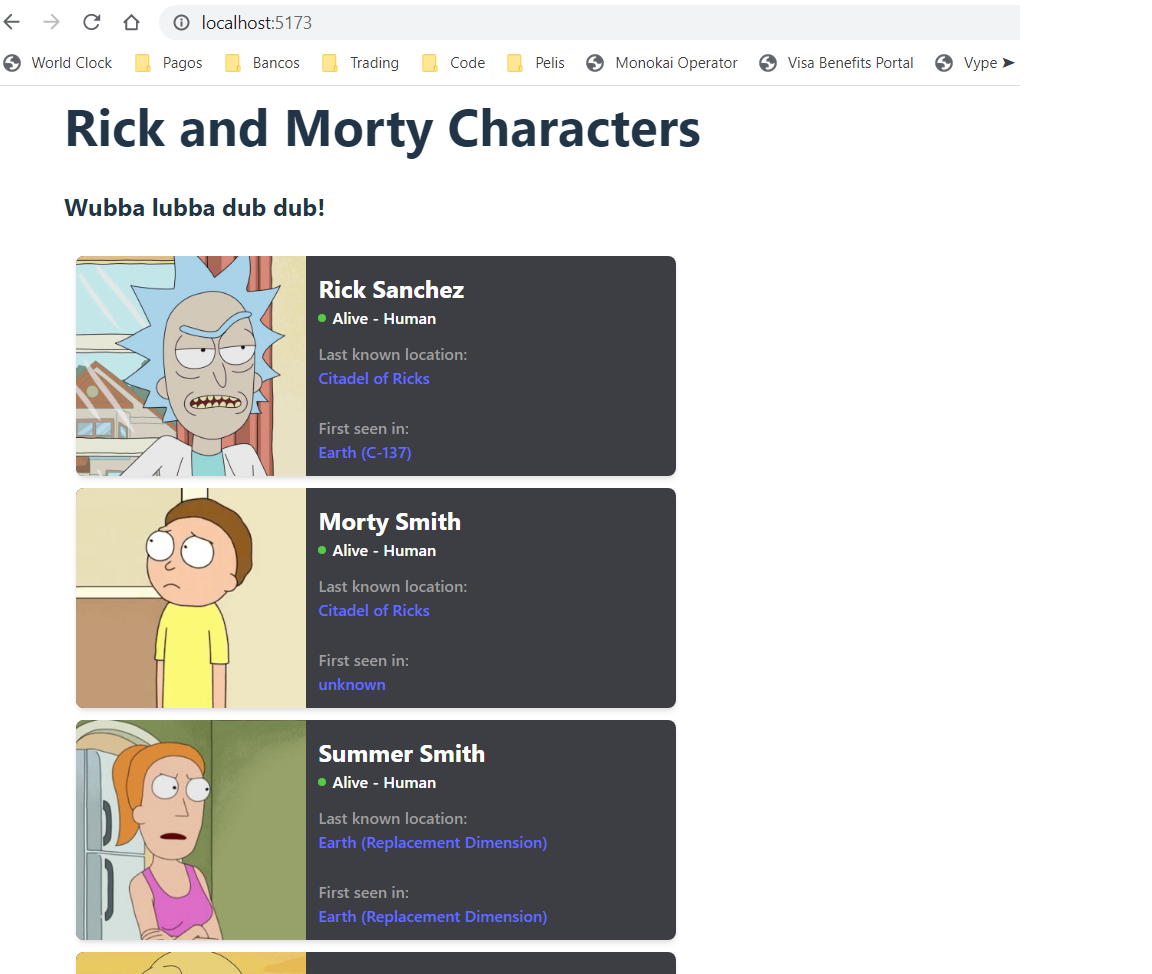 localhost:5173
World Clock Pagos Bancos Trading Code Pelis Monokai Operator Visa Benefits Portal Vype ➤
Rick and Morty Characters
Wubba lubba dub dub!
Rick Sanchez
Alive - Human
Last known location:
Citadel of Ricks
First seen in:
Earth (C-137)
Morty Smith
Alive - Human
Last known location:
Citadel of Ricks
First seen in:
unknown
Summer Smith
Alive - Human
Last known location:
Earth (Replacement Dimension)
First seen in:
Earth (Replacement Dimension)